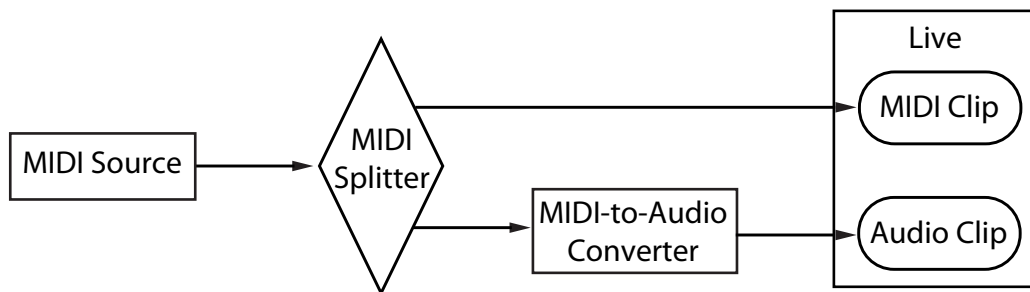 Live
MIDI Clip
MIDI Source
MIDI
Splitter
MIDI-to-Audio
Converter
Audio Clip